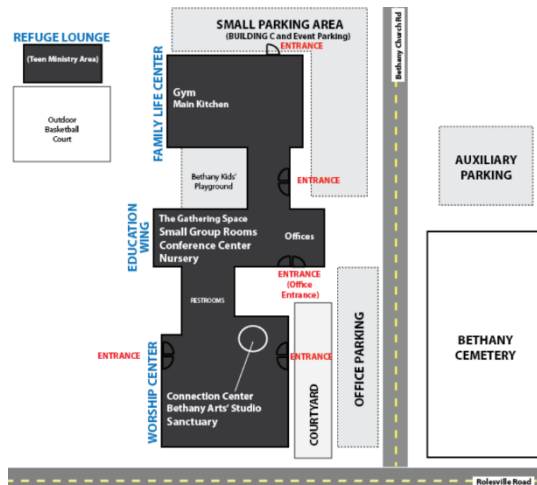 SMALL PARKING AREA
(BUILDING C and Event Parking)
ENTRANCE
Bethany Church Rd
REFUGE LOUNGE
(Teen Ministry Area)
Outdoor
Basketball
Court
FAMILY LIFE CENTER
Gym
Main Kitchen
Bethany Kids'
Playground
ENTRANCE
AUXILIARY
PARKING
EDUCATION
WING
The Gathering Space
Small Group Rooms
Conference Center
Nursery
Offices
ENTRANCE
(Office
Entrance)
RESTROOMS
OFFICE PARKING
BETHANY
CEMETERY
WORSHIP CENTER
ENTRANCE
ENTRANCE
Connection Center
Bethany Arts' Studio
Sanctuary
COURTYARD
Rolesville Road